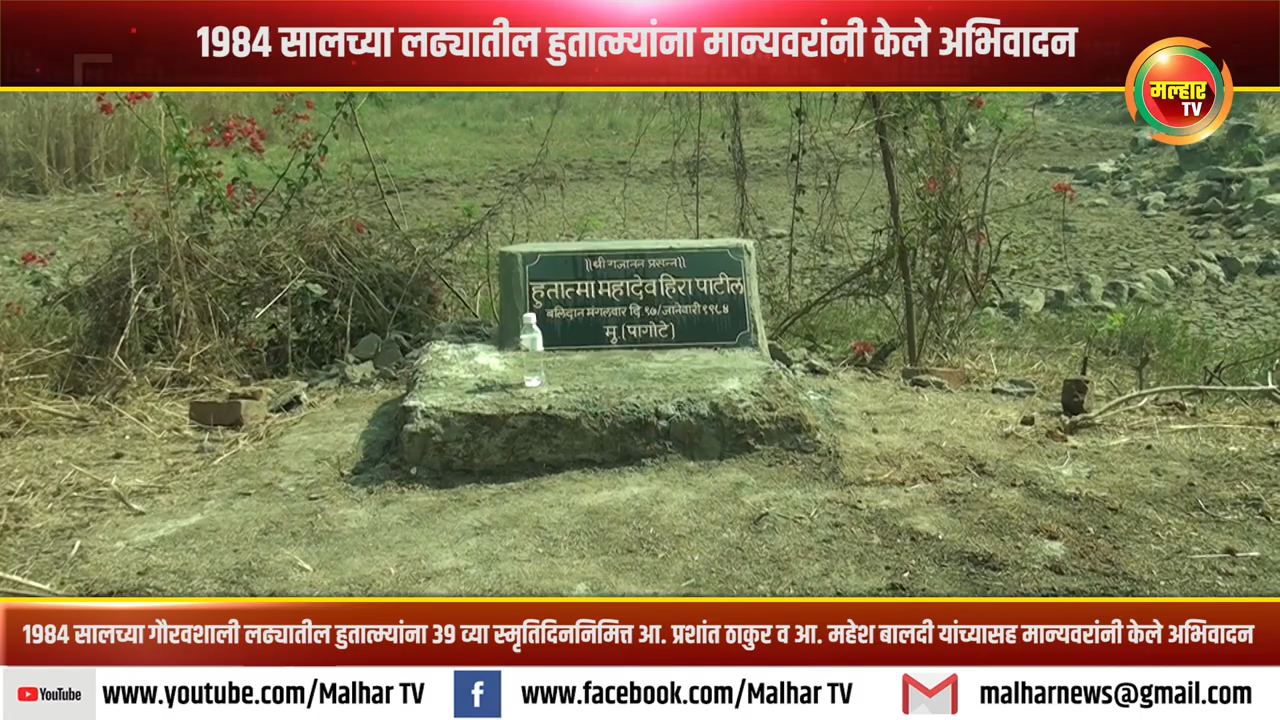 1984 सालच्या लढ्यातील हुतात्म्यांना मान्यवरांनी केले अभिवादन
मल्हार
TV
||श्री गजानन प्रसन्न||
हुतात्मा महादेव हिरा पाटील
बलिदान मंगलवार दि. १७/जानेवारी १९८४
मु. (पागोटे)
1984 सालच्या गौरवशाली लढ्यातील हुतात्म्यांना 39 व्या स्मृतिदिननिमित्त आ. प्रशांत ठाकुर व आ. महेश बालदी यांच्यासह मान्यवरांनी केले अभिवादन
YouTube www.youtube.com/Malhar TV www.facebook.com/Malhar TV malharnews@gmail.com